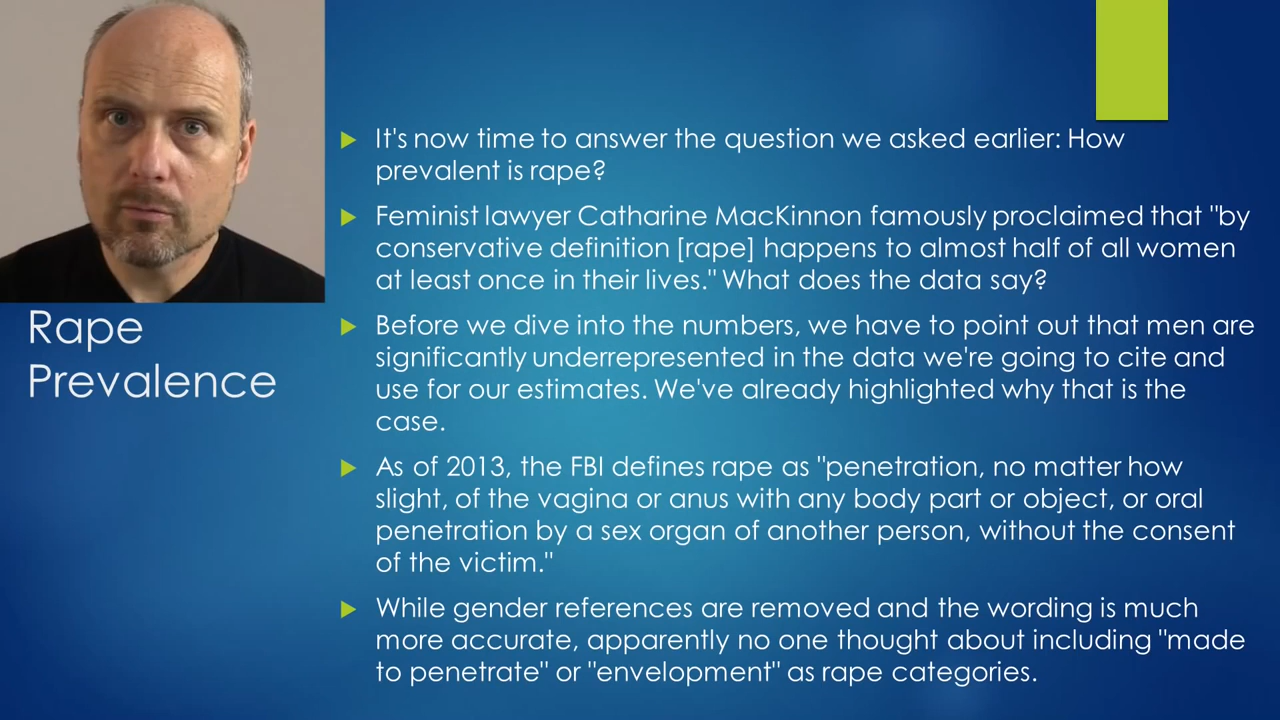 Rape
Prevalence
It's now time to answer the question we asked earlier: How
prevalent is rape?
Feminist lawyer Catharine MacKinnon famously proclaimed that "by
conservative definition [rape] happens to almost half of all women
at least once in their lives." What does the data say?
Before we dive into the numbers, we have to point out that men are
significantly underrepresented in the data we're going to cite and
use for our estimates. We've already highlighted why that is the
case.
As of 2013, the FBI defines rape as "penetration, no matter how
slight, of the vagina or anus with any body part or object, or oral
penetration by a sex organ of another person, without the consent
of the victim."
While gender references are removed and the wording is much
more accurate, apparently no one thought about including "made
to penetrate" or "envelopment" as rape categories.